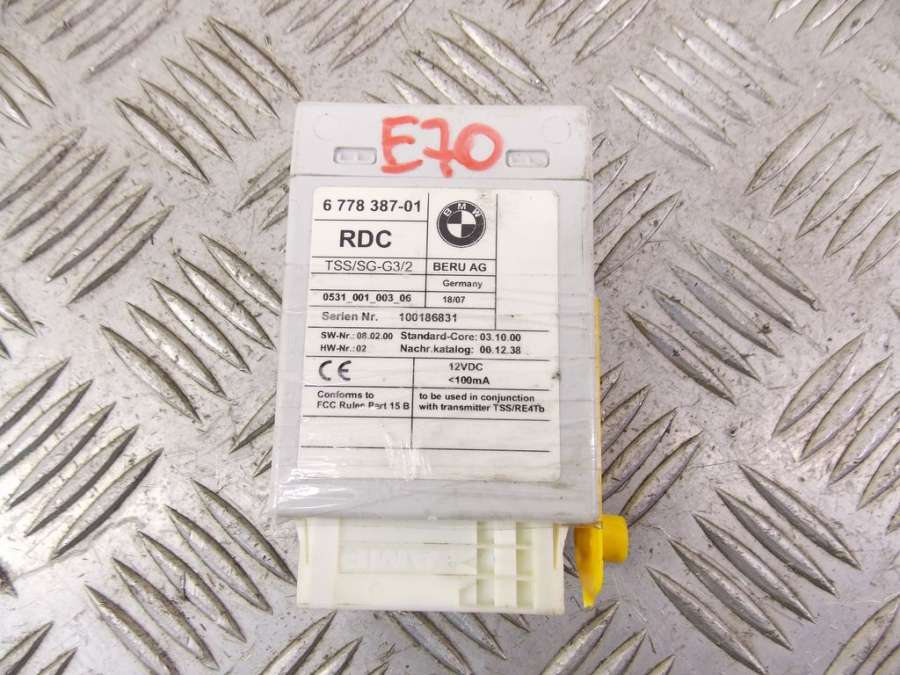 E70
6 778 387-01
BMW
RDC
TSS/SG-G3/2
BERU AG
Germany
0531_001_003_06
18/07
Serien Nr. 100186831
SW-Nr.: 08.02.00 Standard-Core: 03.10.00
HW-Nr.: 02 Nachr.katalog: 00.12.38
CE
12VDC
<100mA
Conforms to
FCC Rules Part 15 B
to be used in conjunction
with transmitter TSS/RE4Tb